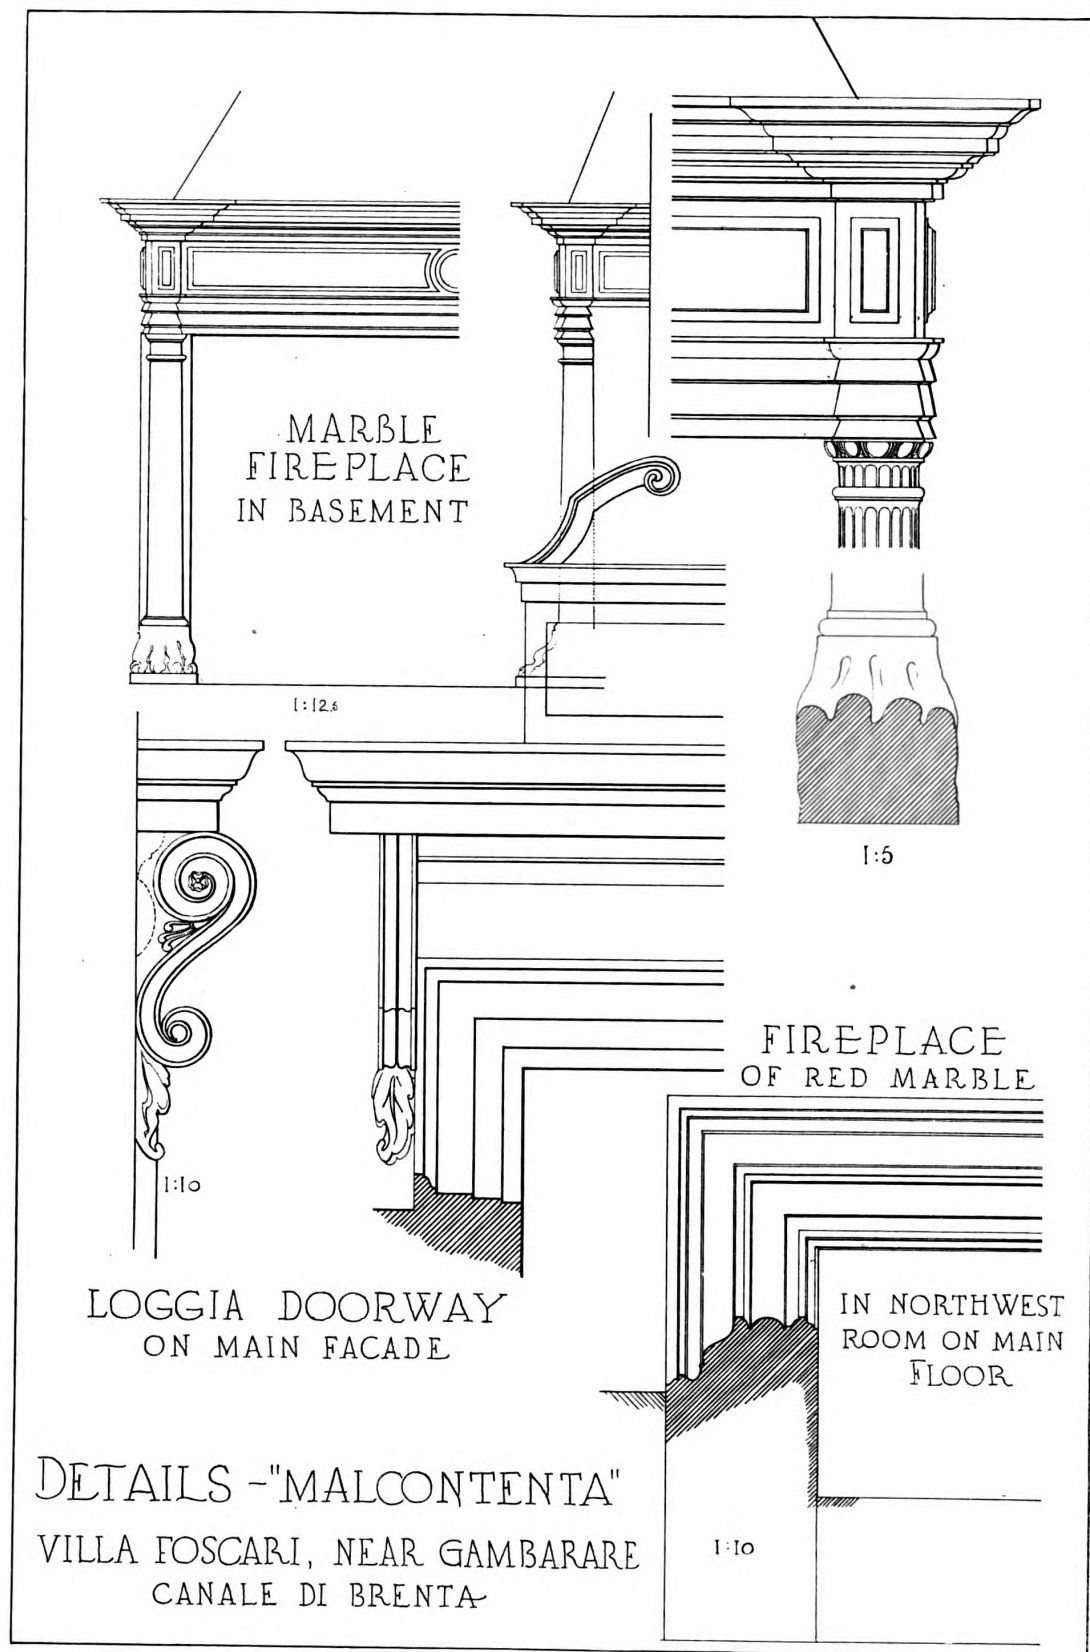 MARBLE
FIREPLACE
IN BASEMENT
1:12.5
1:5
FIREPLACE
OF RED MARBLE
1:10
LOGGIA DOORWAY
ON MAIN FACADE
IN NORTHWEST
ROOM ON MAIN
FLOOR
DETAILS - "MALCONTENTA"
VILLA FOSCARI, NEAR GAMBARARE
CANALE DI BRENTA
1:10